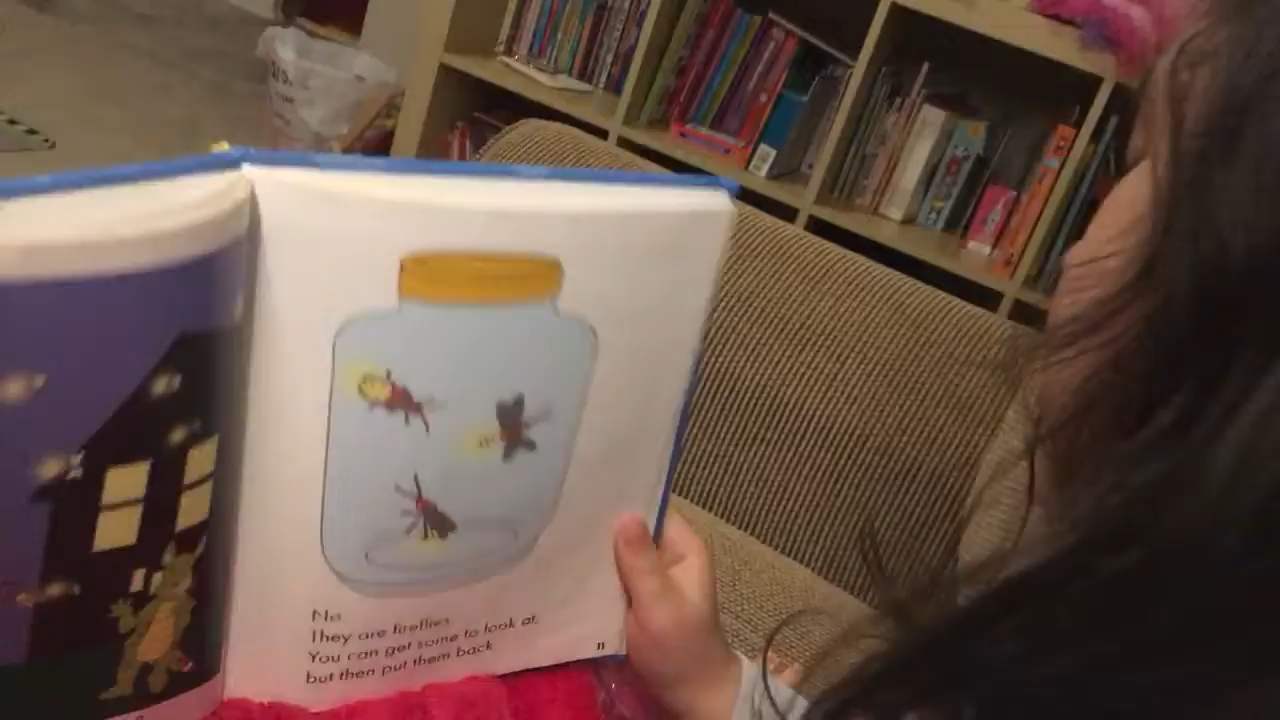 No.
They are fireflies.
You can get some to look at,
but then put them back
11